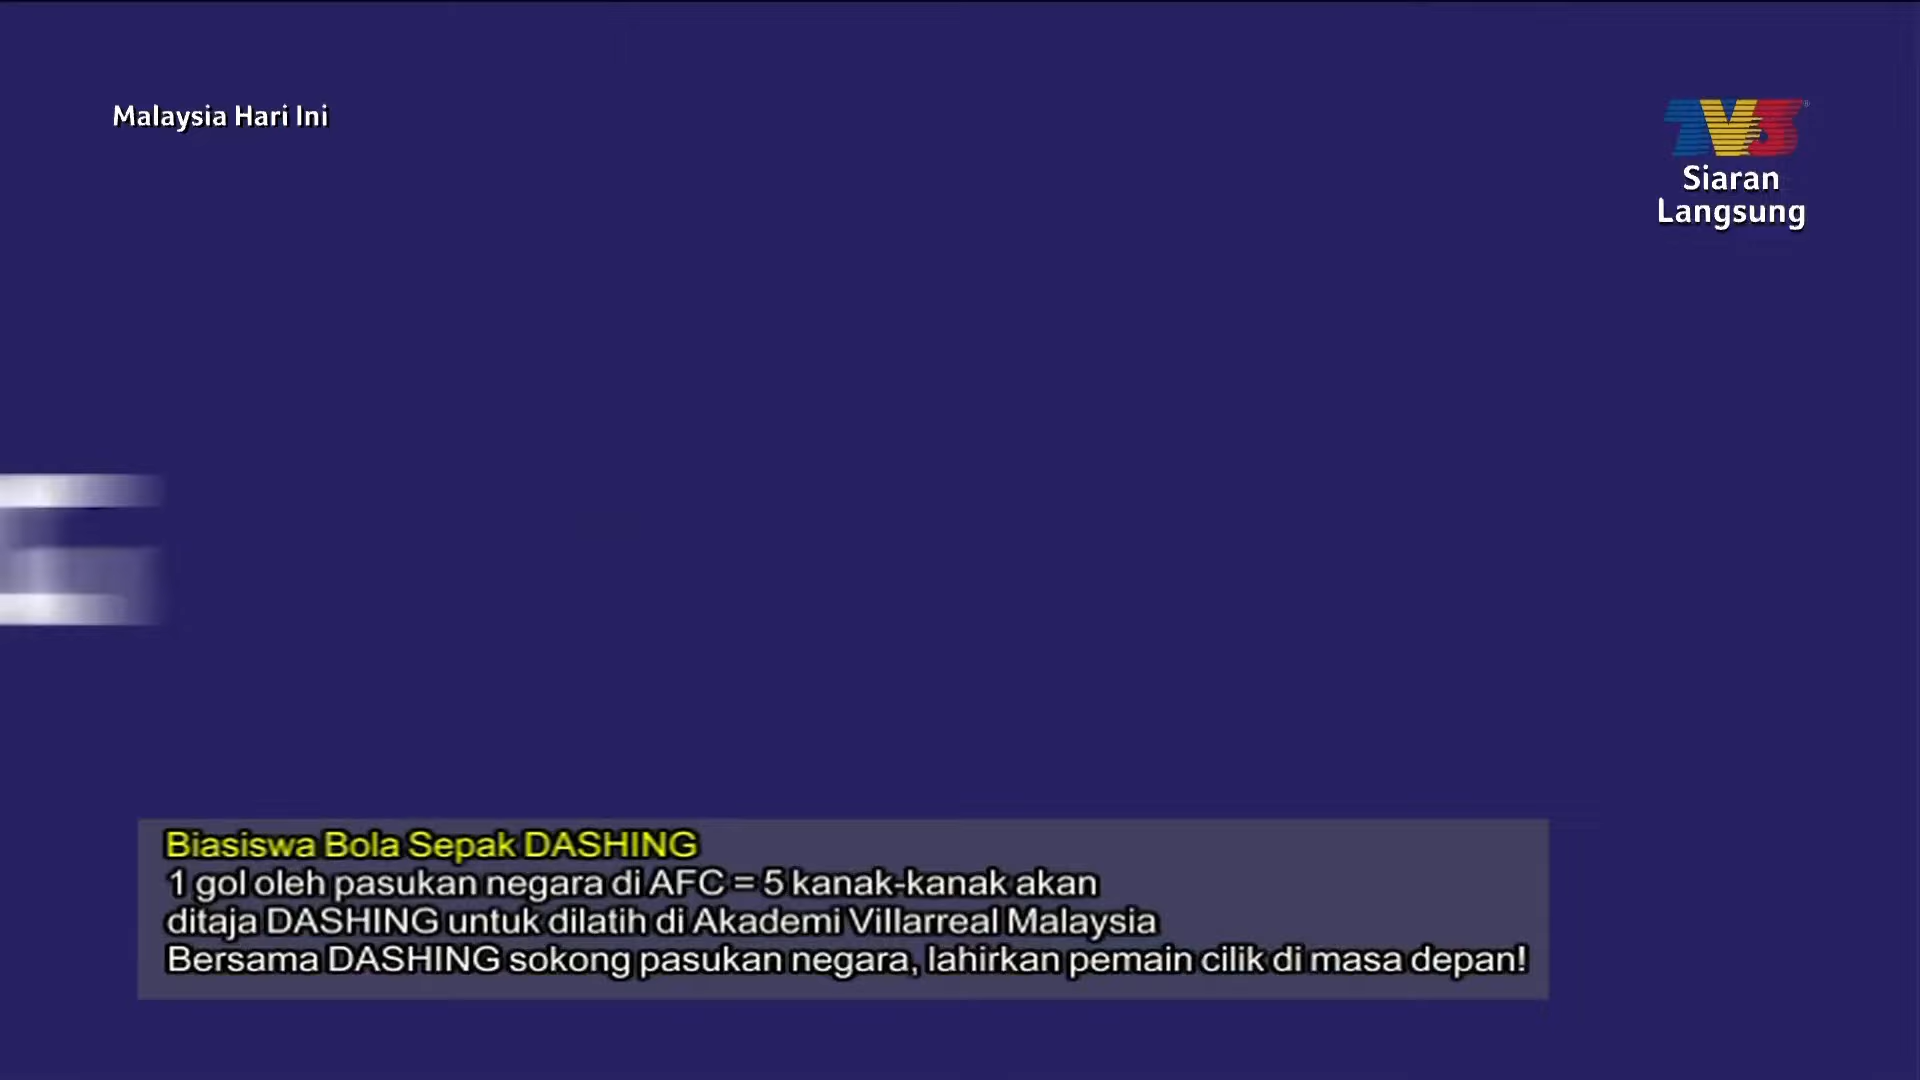 Malaysia Hari Ini
TV3
Siaran
Langsung
Biasiswa Bola Sepak DASHING
1 gol oleh pasukan negara di AFC = 5 kanak-kanak akan
ditaja DASHING untuk dilatih di Akademi Villarreal Malaysia
Bersama DASHING sokong pasukan negara, lahirkan pemain cilik di masa depan!